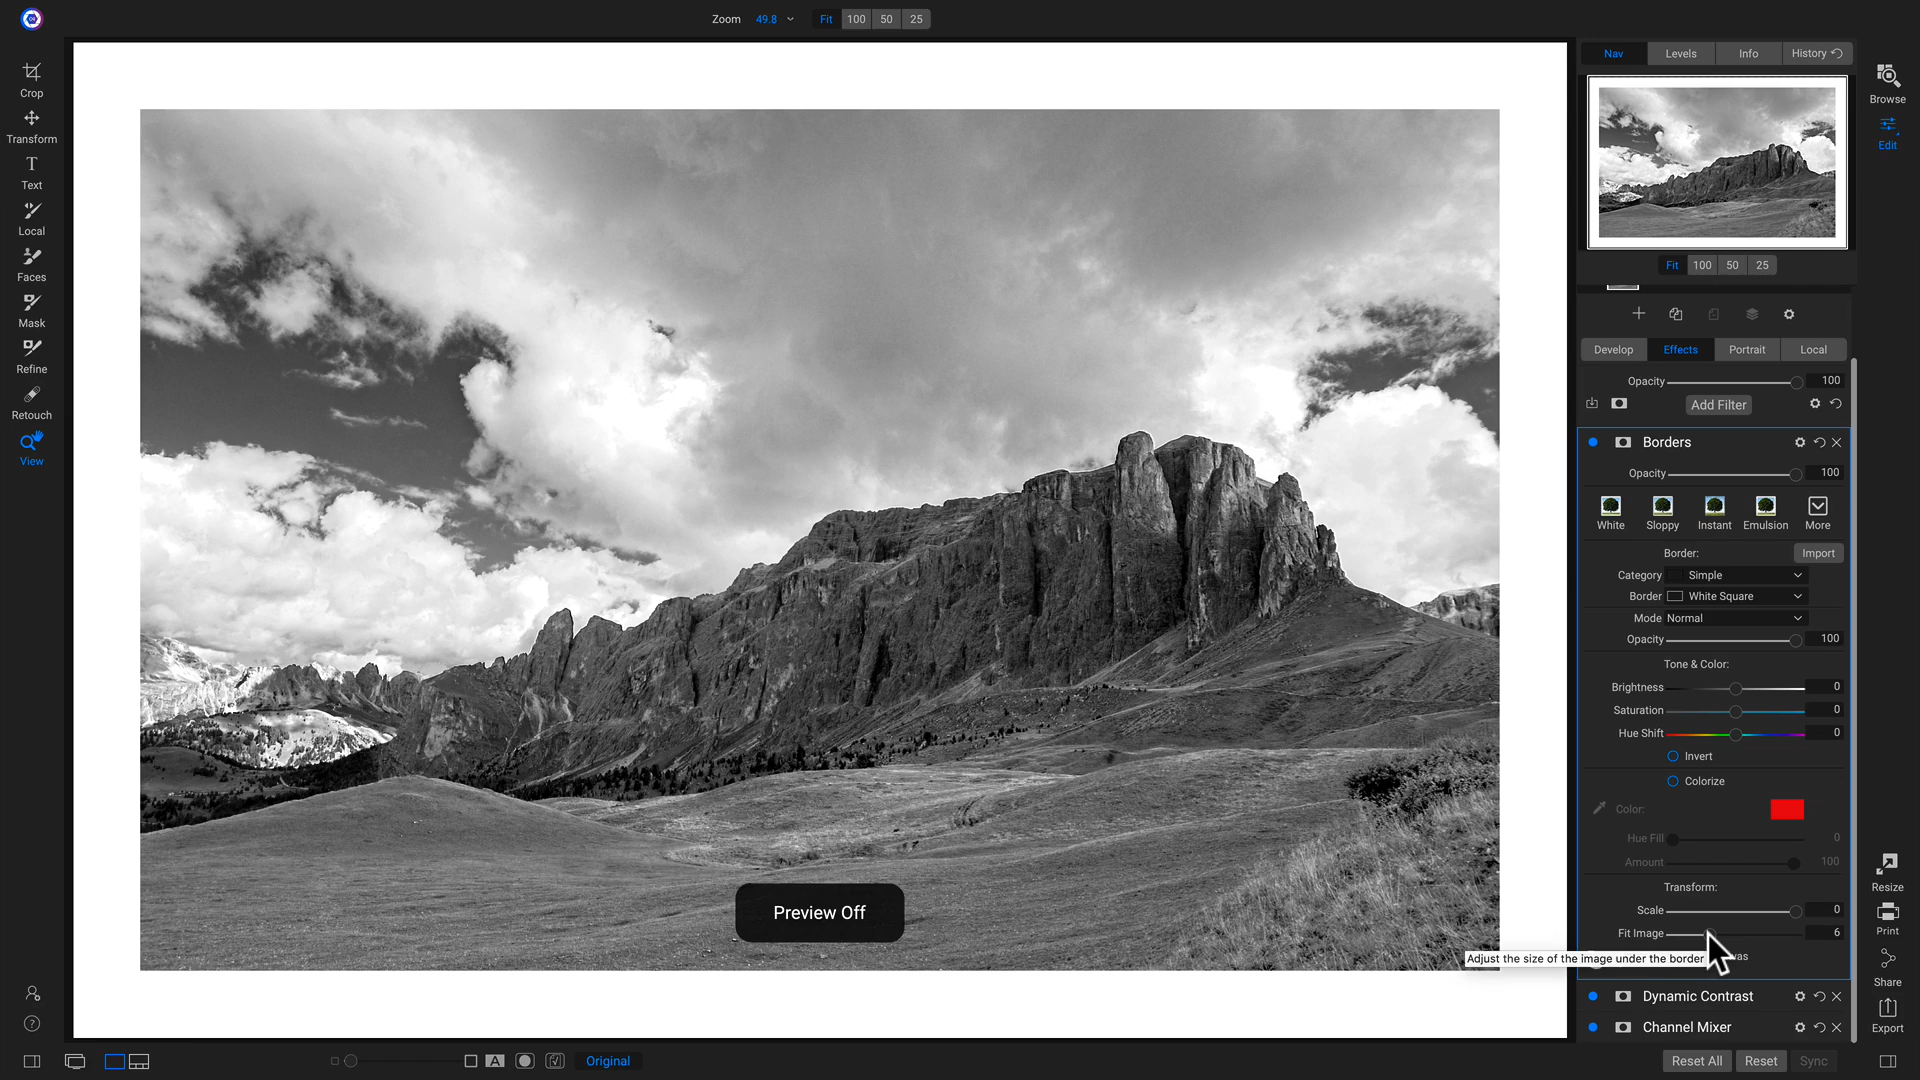 Zoom 49.8 Fit 100 50 25
Crop
Transform
T
Text
Local
Faces
Mask
Refine
Retouch
View
Preview Off
A
Original
Nav Levels Info History
Fit 100 50 25
Develop Effects Portrait Local
Opacity 100
Add Filter
Borders
Opacity 100
White Sloppy Instant Emulsion More
Border: Import
Category Simple
Border White Square
Mode Normal
Opacity 100
Tone & Color:
Brightness 0
Saturation 0
Hue Shift 0
Invert
Colorize
Color:
Hue Fill 0
Amount 100
Transform:
Scale 0
Fit Image 6
Adjust the size of the image under the border
Dynamic Contrast
Channel Mixer
Reset All Reset Sync
Browse
Edit
Resize
Print
Share
Export